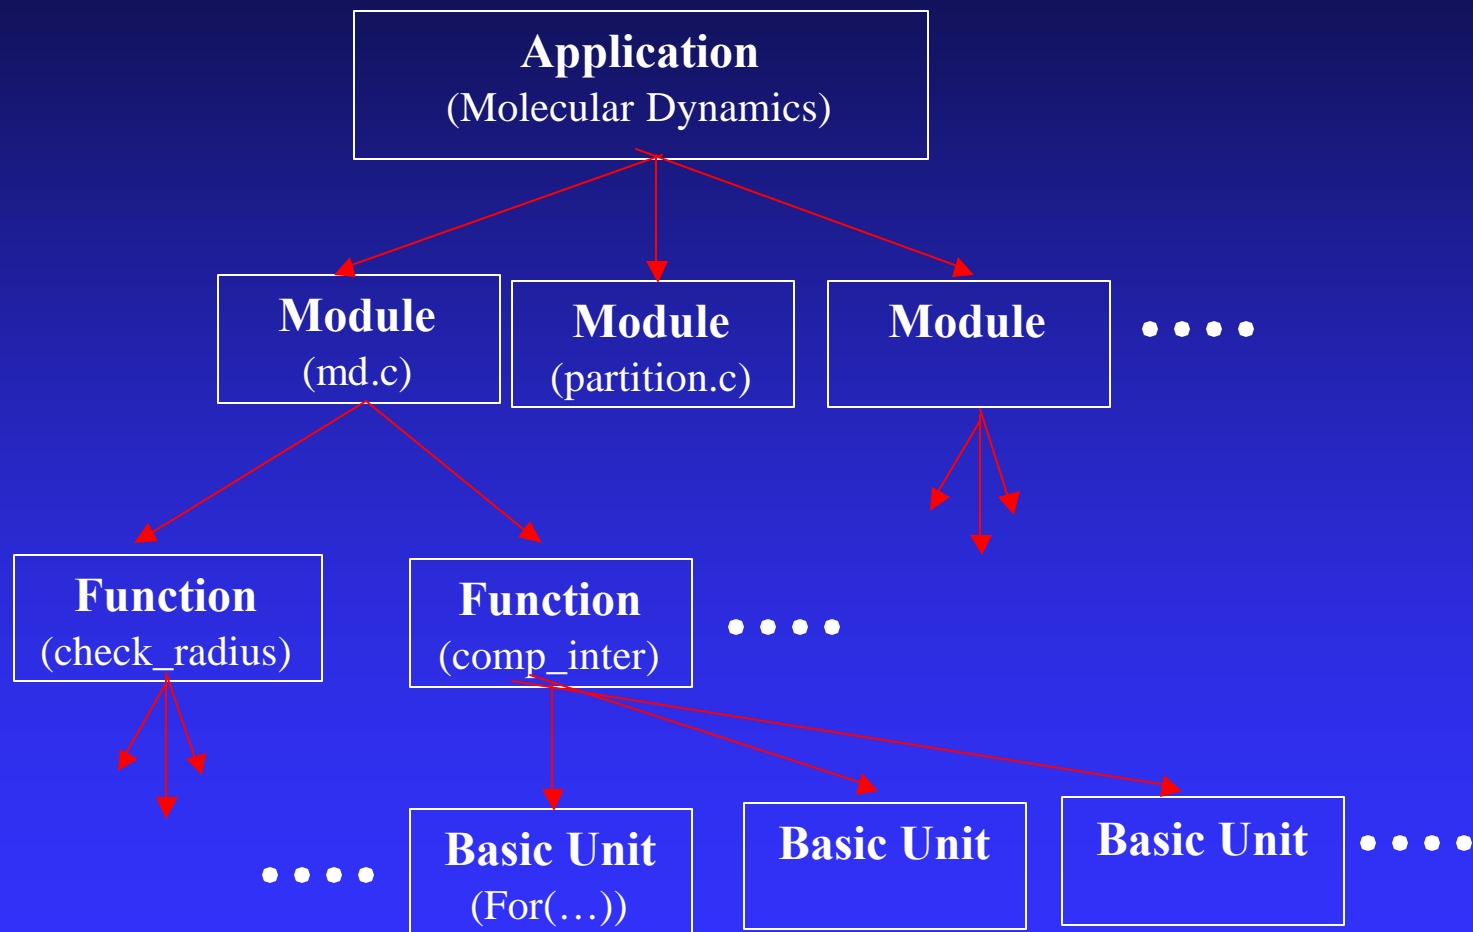 Application
(Molecular Dynamics)
Module
(md.c)
Module
(partition.c)
Module
Function
(check_radius)
Function
(comp_inter)
Basic Unit
(For(…))
Basic Unit
Basic Unit